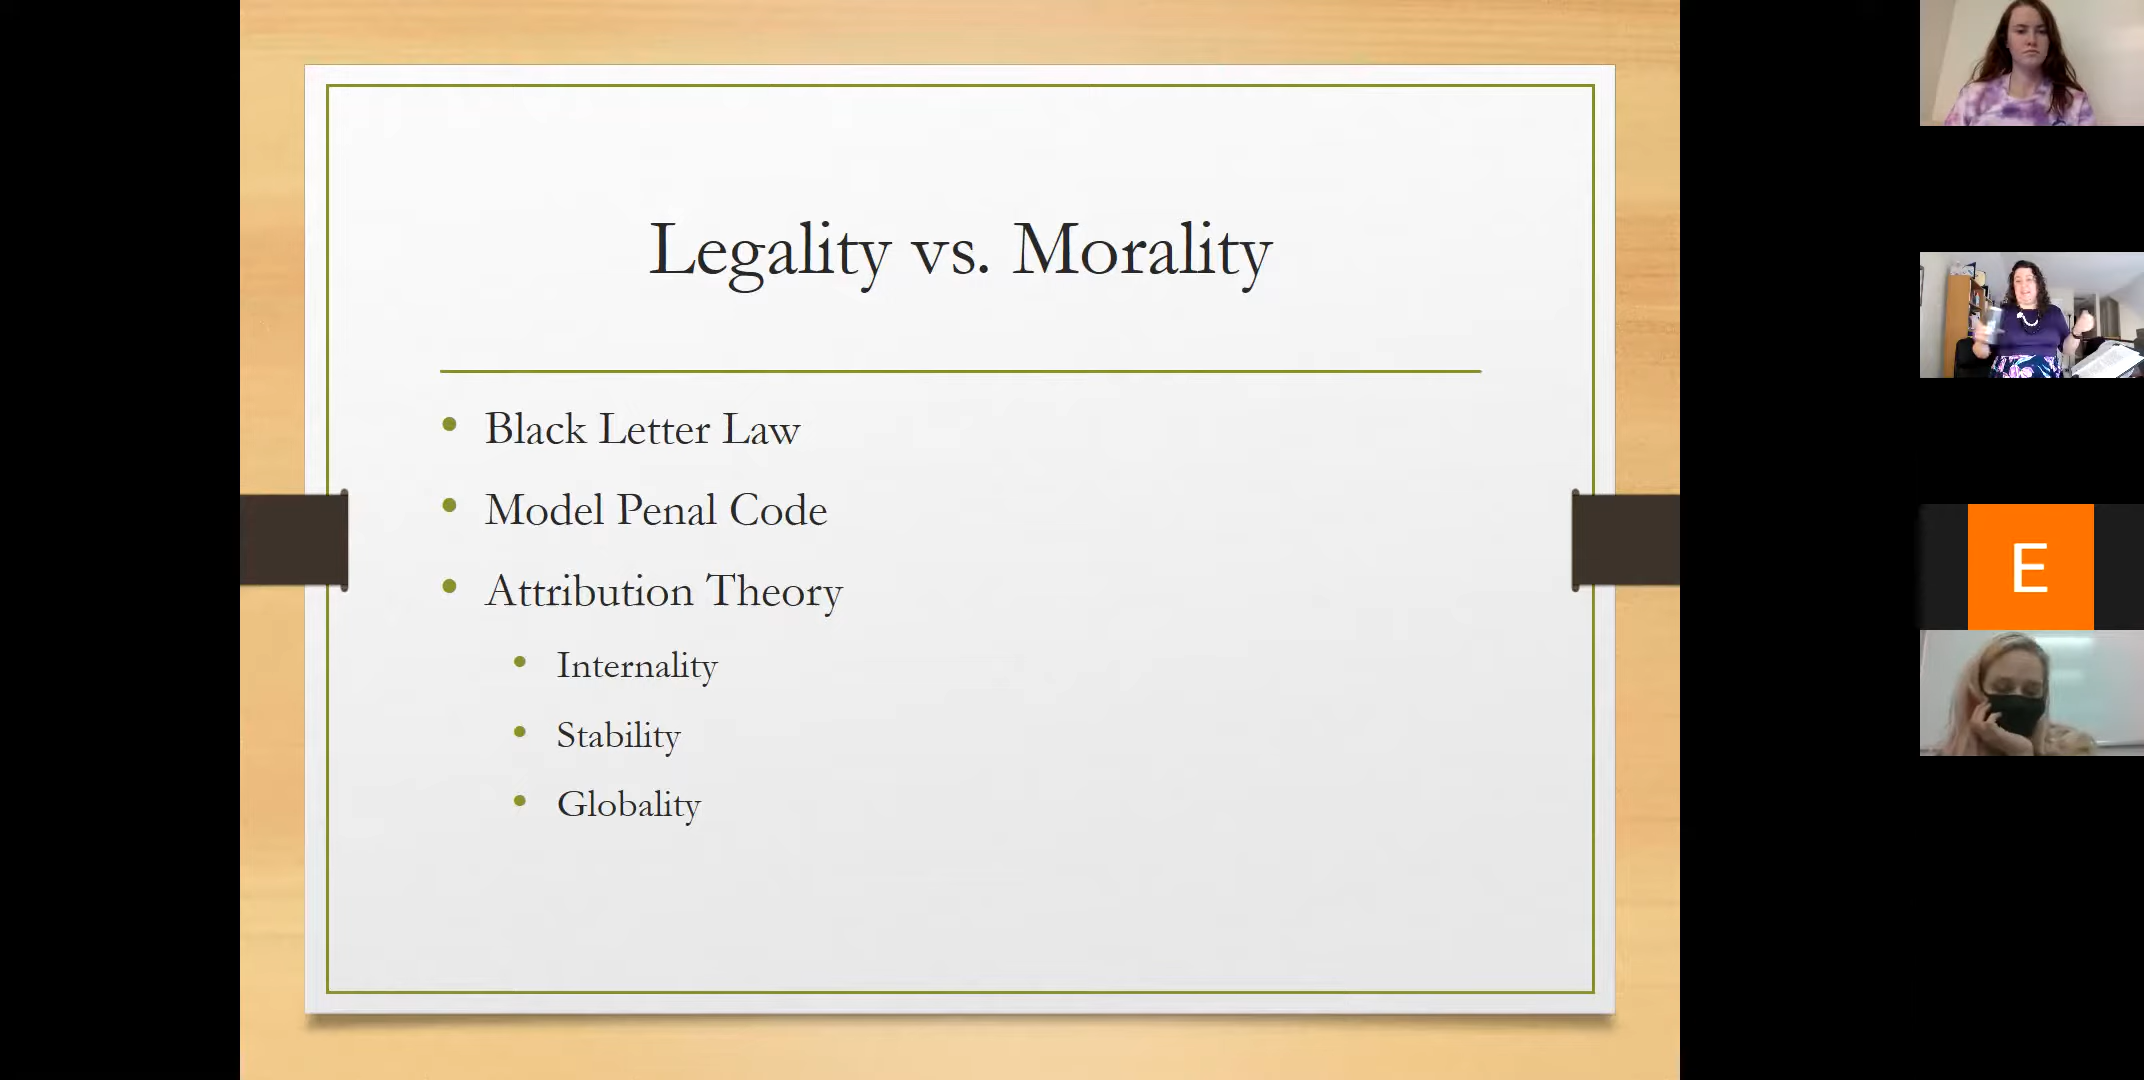 Legality vs. Morality
Black Letter Law
Model Penal Code
Attribution Theory
Internality
Stability
Globality
E